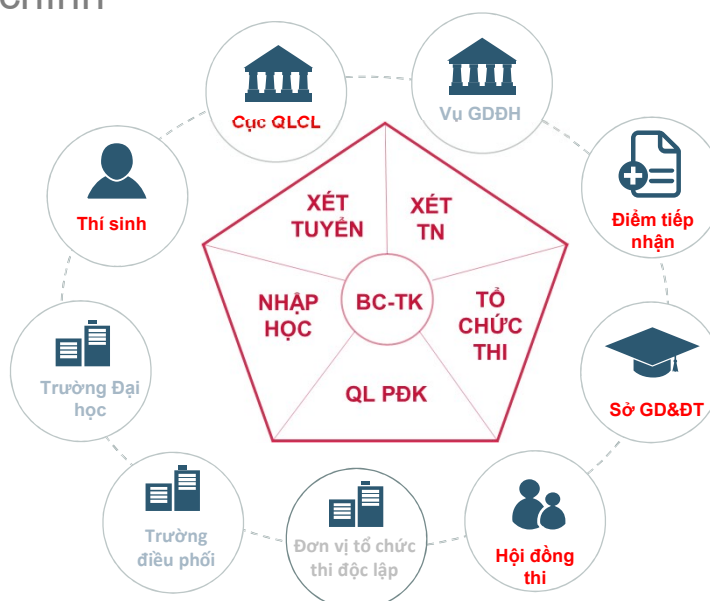 chính
Cục QLCL
Vụ GDĐH
Thí sinh
Điểm tiếp
nhận
XÉT
TUYỂN
XÉT
TN
NHẬP
HỌC
BC-TK
TỔ
CHỨC
THI
QL PĐK
Trường Đại
học
Sở GD&ĐT
Trường
điều phối
Đơn vị tổ chức
thi độc lập
Hội đồng
thi